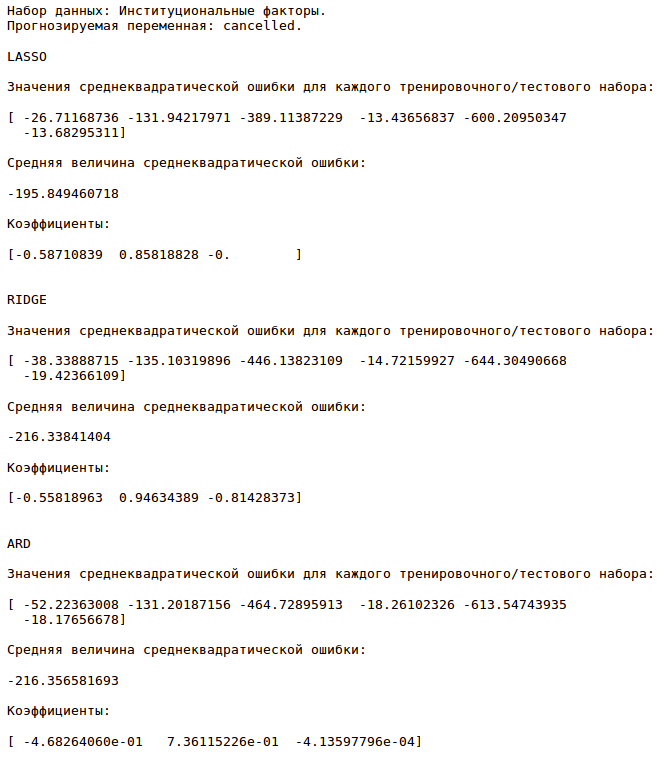 Набор данных: Институциональные факторы.
Прогнозируемая переменная: cancelled.
LASSO
Значения среднеквадратической ошибки для каждого тренировочного/тестового набора:
[ -26.71168736 -131.94217971 -389.11387229  -13.43656837 -600.20950347
  -13.68295311]
Средняя величина среднеквадратической ошибки:
-195.849460718
Коэффициенты:
[-0.58710839  0.85818828 -0.        ]
RIDGE
Значения среднеквадратической ошибки для каждого тренировочного/тестового набора:
[ -38.33888715 -135.10319896 -446.13823109  -14.72159927 -644.30490668
  -19.42366109]
Средняя величина среднеквадратической ошибки:
-216.33841404
Коэффициенты:
[-0.55818963  0.94634389 -0.81428373]
ARD
Значения среднеквадратической ошибки для каждого тренировочного/тестового набора:
[ -52.22363008 -131.20187156 -464.72895913  -18.26102326 -613.54743935
  -18.17656678]
Средняя величина среднеквадратической ошибки:
-216.356581693
Коэффициенты:
[ -4.68264060e-01   7.36115226e-01  -4.13597796e-04]